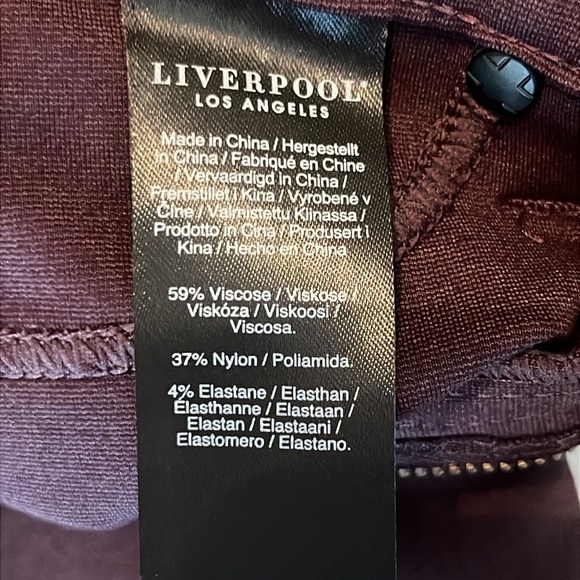 LIVERPOOL
LOS ANGELES
Made in China / Hergestellt
in China / Fabriqué en Chine
/ Vervaardigd in China /
Fremstillet i Kina / Vyrobené v
Číne / Valmistettu Kiinassa /
Prodotto in Cina / Produsert i
Kina / Hecho en China
59% Viscose / Viskose /
Viskóza / Viskoosi /
Viscosa.
37% Nylon / Poliamida.
4% Elastane / Elasthan /
Élasthanne / Elastaan /
Elastan / Elastaani /
Elastomero / Elastano.